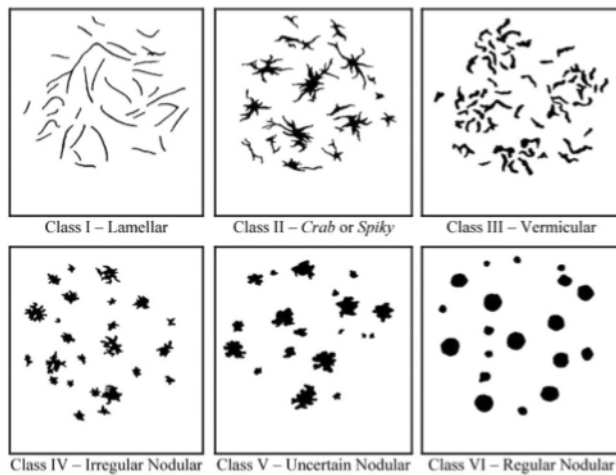 Class I – Lamellar
Class II – Crab or Spiky
Class III – Vermicular
Class IV – Irregular Nodular
Class V – Uncertain Nodular
Class VI – Regular Nodular